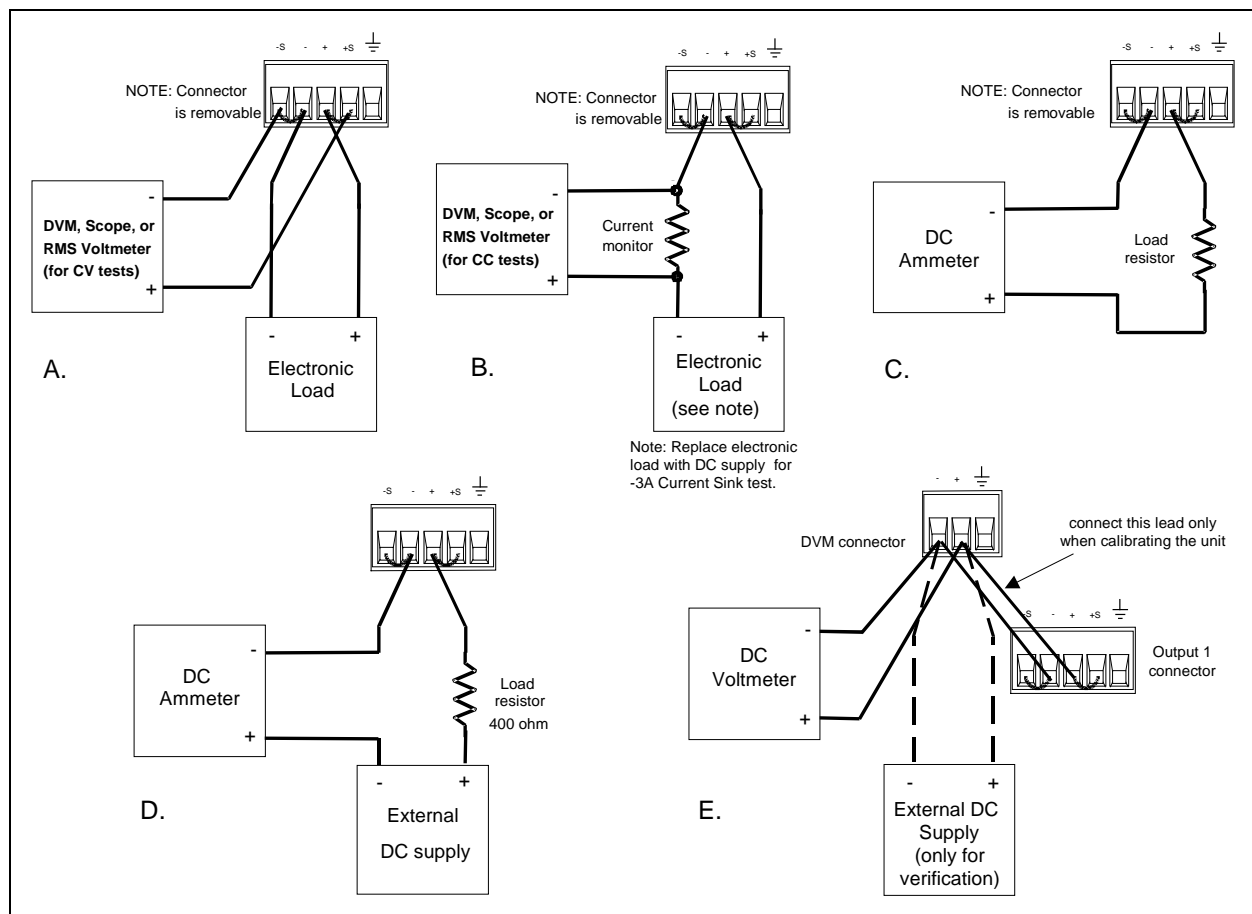 -S - + +S
NOTE: Connector
is removable
-
DVM, Scope, or
RMS Voltmeter
(for CV tests)
+
- +
Electronic
Load
A.
-S - + +S
NOTE: Connector
is removable
-
DVM, Scope, or
RMS Voltmeter
(for CC tests)
+
Current
monitor
- +
Electronic
Load
(see note)
Note: Replace electronic
load with DC supply for
-3A Current Sink test.
B.
-S - + +S
NOTE: Connector
is removable
-
DC
Ammeter
+
Load
resistor
C.
-S - + +S
-
DC
Ammeter
+
Load
resistor
400 ohm
- +
External
DC supply
D.
- +
DVM connector
connect this lead only
when calibrating the unit
-
DC
Voltmeter
+
-S - + +S
Output 1
connector
- +
External DC
Supply
(only for
verification)
E.